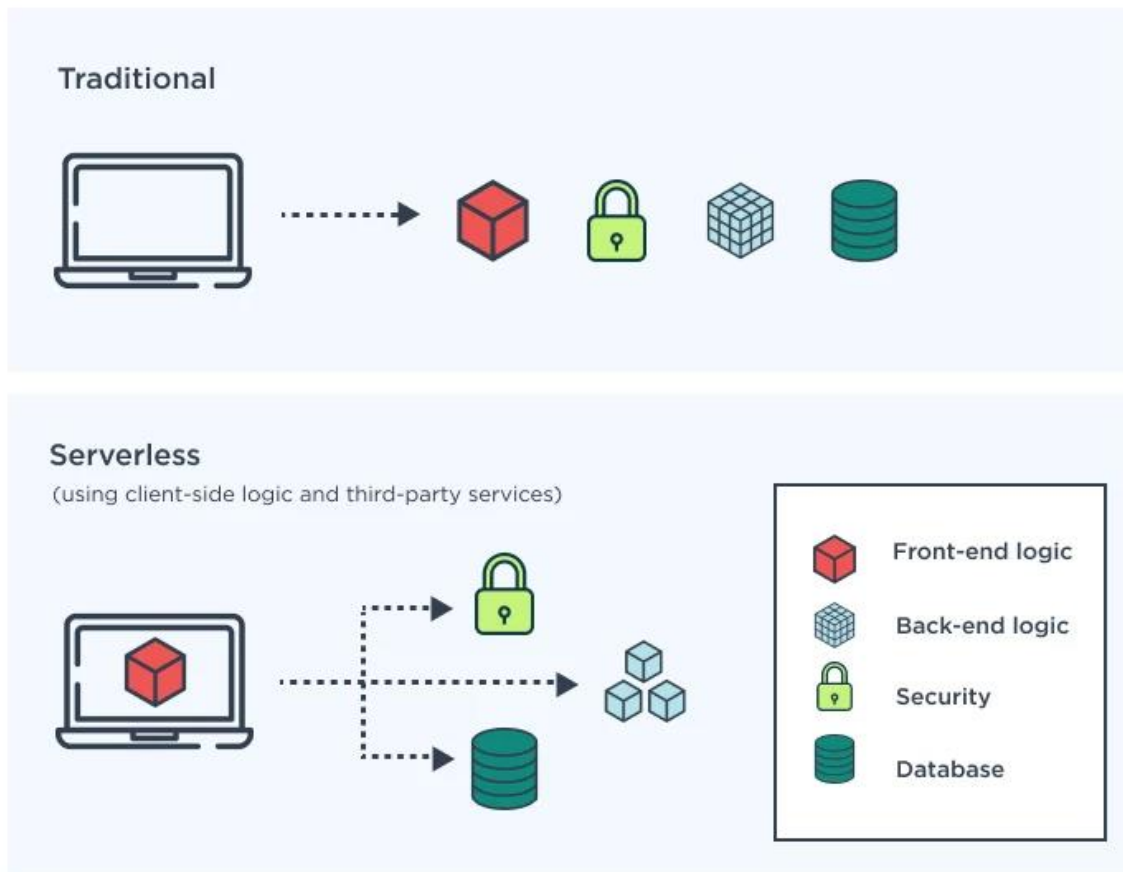 Traditional
Serverless
(using client-side logic and third-party services)
Front-end logic
Back-end logic
Security
Database